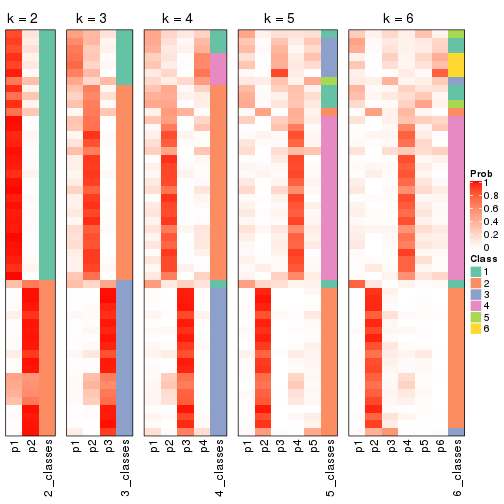 k = 2
k = 3
k = 4
k = 5
k = 6
Prob
1
0.8
0.6
0.4
0.2
0
Class
1
2
3
4
5
6
p1
p2
2_classes
p1
p2
p3
3_classes
p1
p2
p3
p4
4_classes
p1
p2
p3
p4
p5
5_classes
p1
p2
p3
p4
p5
p6
6_classes